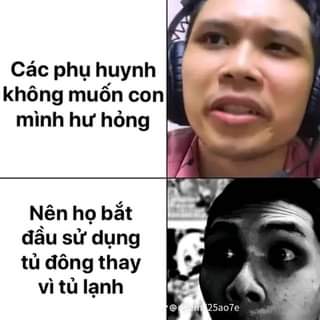 Các phụ huynh
không muốn con
mình hư hỏng
Nên họ bắt
đầu sử dụng
tủ đông thay
vì tủ lạnh